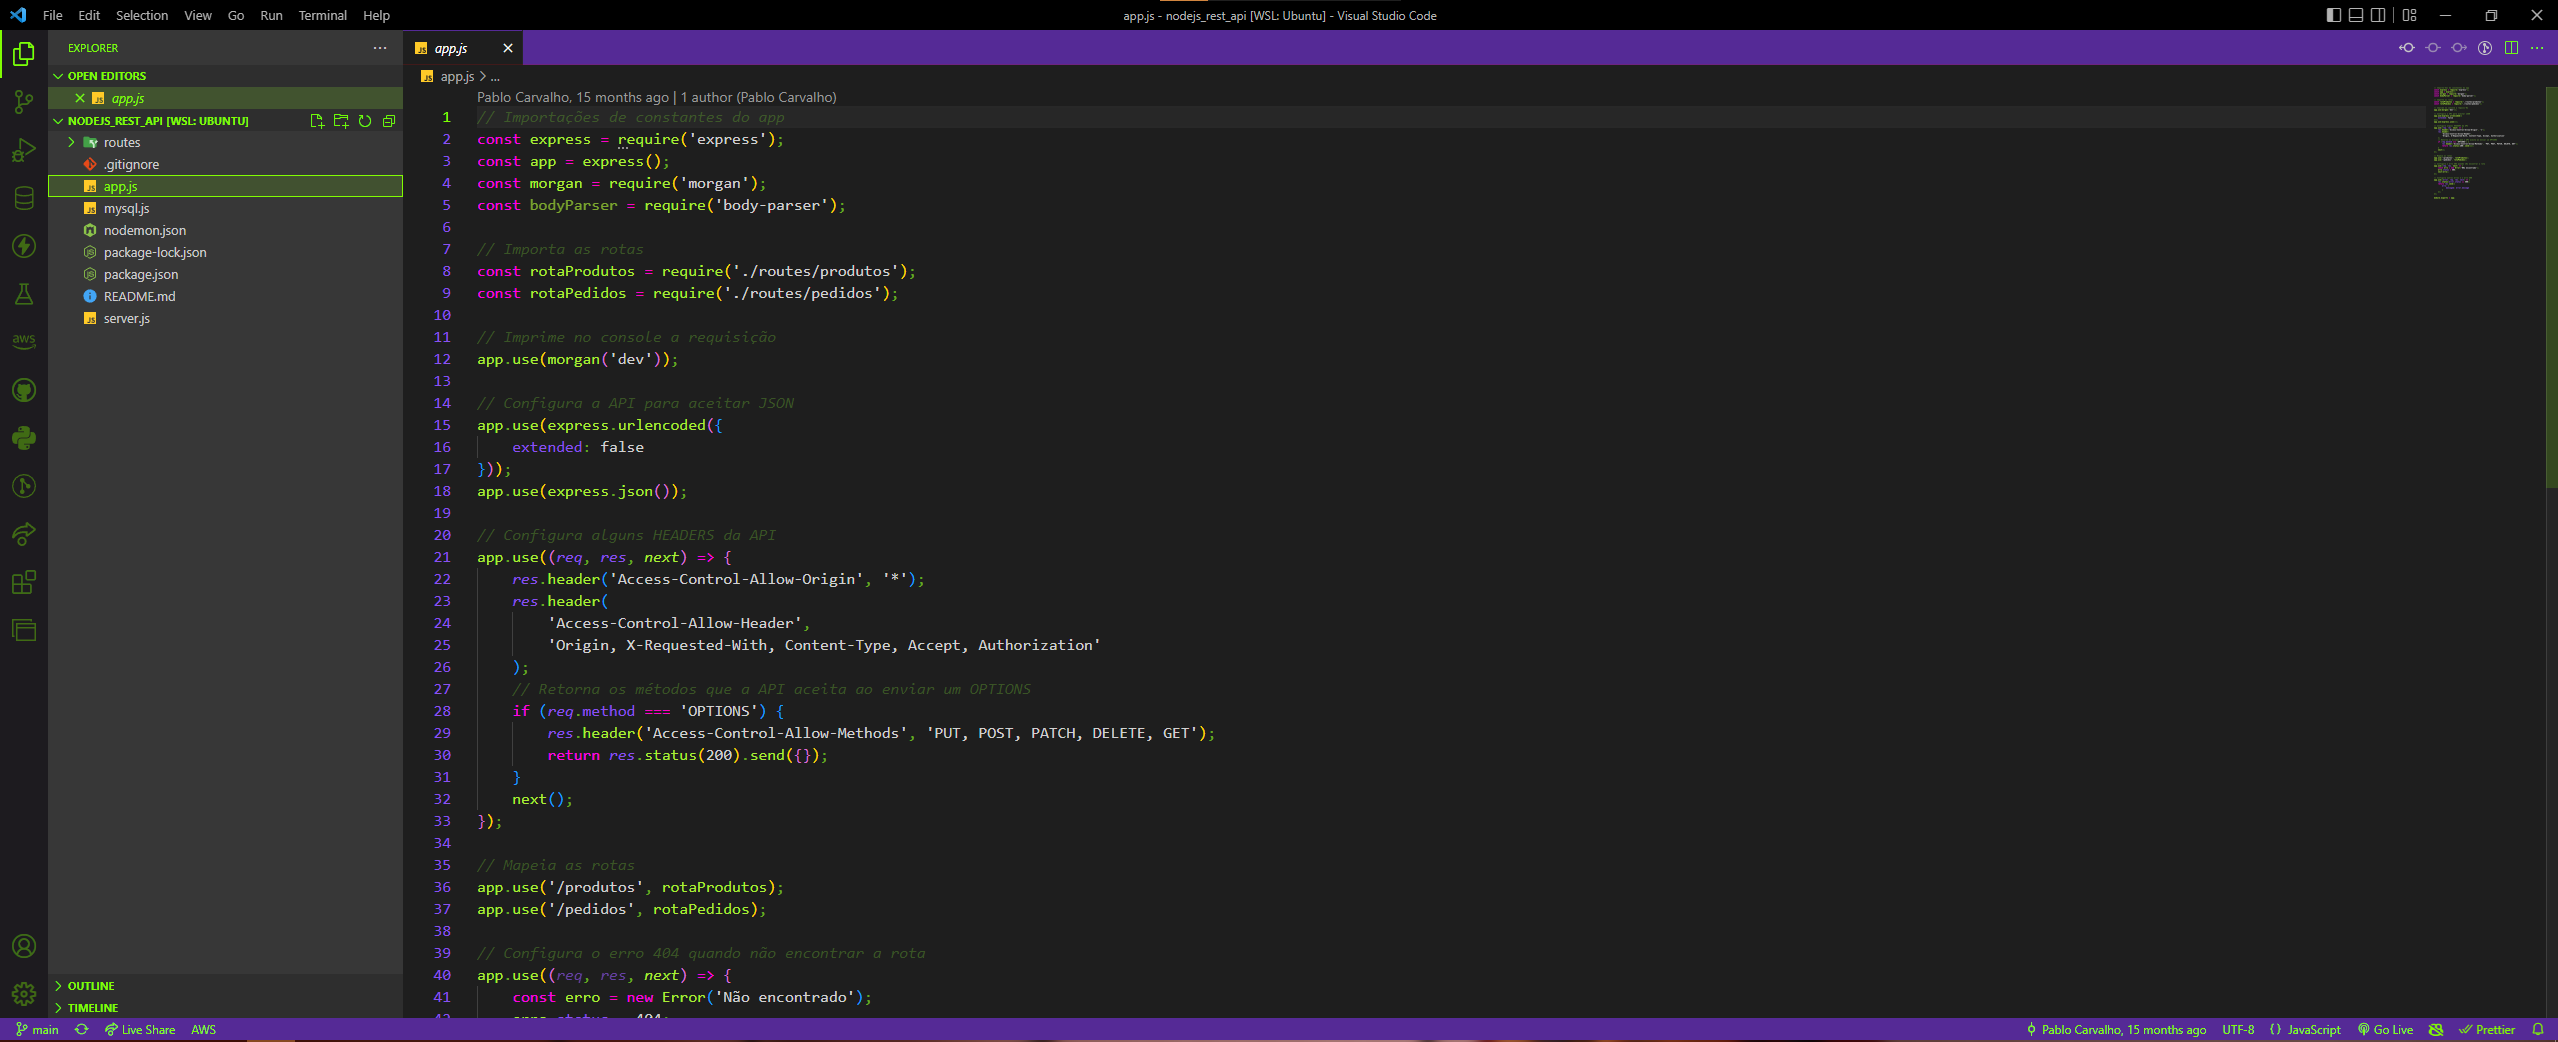 File Edit Selection View Go Run Terminal Help
app.js - nodejs_rest_api [WSL: Ubuntu] - Visual Studio Code
EXPLORER
OPEN EDITORS
app.js
NODEJS_REST_API [WSL: UBUNTU]
routes
.gitignore
app.js
mysql.js
nodemon.json
package-lock.json
package.json
README.md
server.js
aws
OUTLINE
TIMELINE
app.js
app.js > ...
Pablo Carvalho, 15 months ago | 1 author (Pablo Carvalho)
1 // Importações de constantes do app
2 const express = require('express');
3 const app = express();
4 const morgan = require('morgan');
5 const bodyParser = require('body-parser');
6
7 // Importa as rotas
8 const rotaProdutos = require('./routes/produtos');
9 const rotaPedidos = require('./routes/pedidos');
10
11 // Imprime no console a requisição
12 app.use(morgan('dev'));
13
14 // Configura a API para aceitar JSON
15 app.use(express.urlencoded({
16 extended: false
17 }));
18 app.use(express.json());
19
20 // Configura alguns HEADERS da API
21 app.use((req, res, next) => {
22 res.header('Access-Control-Allow-Origin', '*');
23 res.header(
24 'Access-Control-Allow-Header',
25 'Origin, X-Requested-With, Content-Type, Accept, Authorization'
26 );
27 // Retorna os métodos que a API aceita ao enviar um OPTIONS
28 if (req.method === 'OPTIONS') {
29 res.header('Access-Control-Allow-Methods', 'PUT, POST, PATCH, DELETE, GET');
30 return res.status(200).send({});
31 }
32 next();
33 });
34
35 // Mapeia as rotas
36 app.use('/produtos', rotaProdutos);
37 app.use('/pedidos', rotaPedidos);
38
39 // Configura o erro 404 quando não encontrar a rota
40 app.use((req, res, next) => {
41 const erro = new Error('Não encontrado');
main Live Share AWS
Pablo Carvalho, 15 months ago UTF-8 {} JavaScript Go Live Prettier